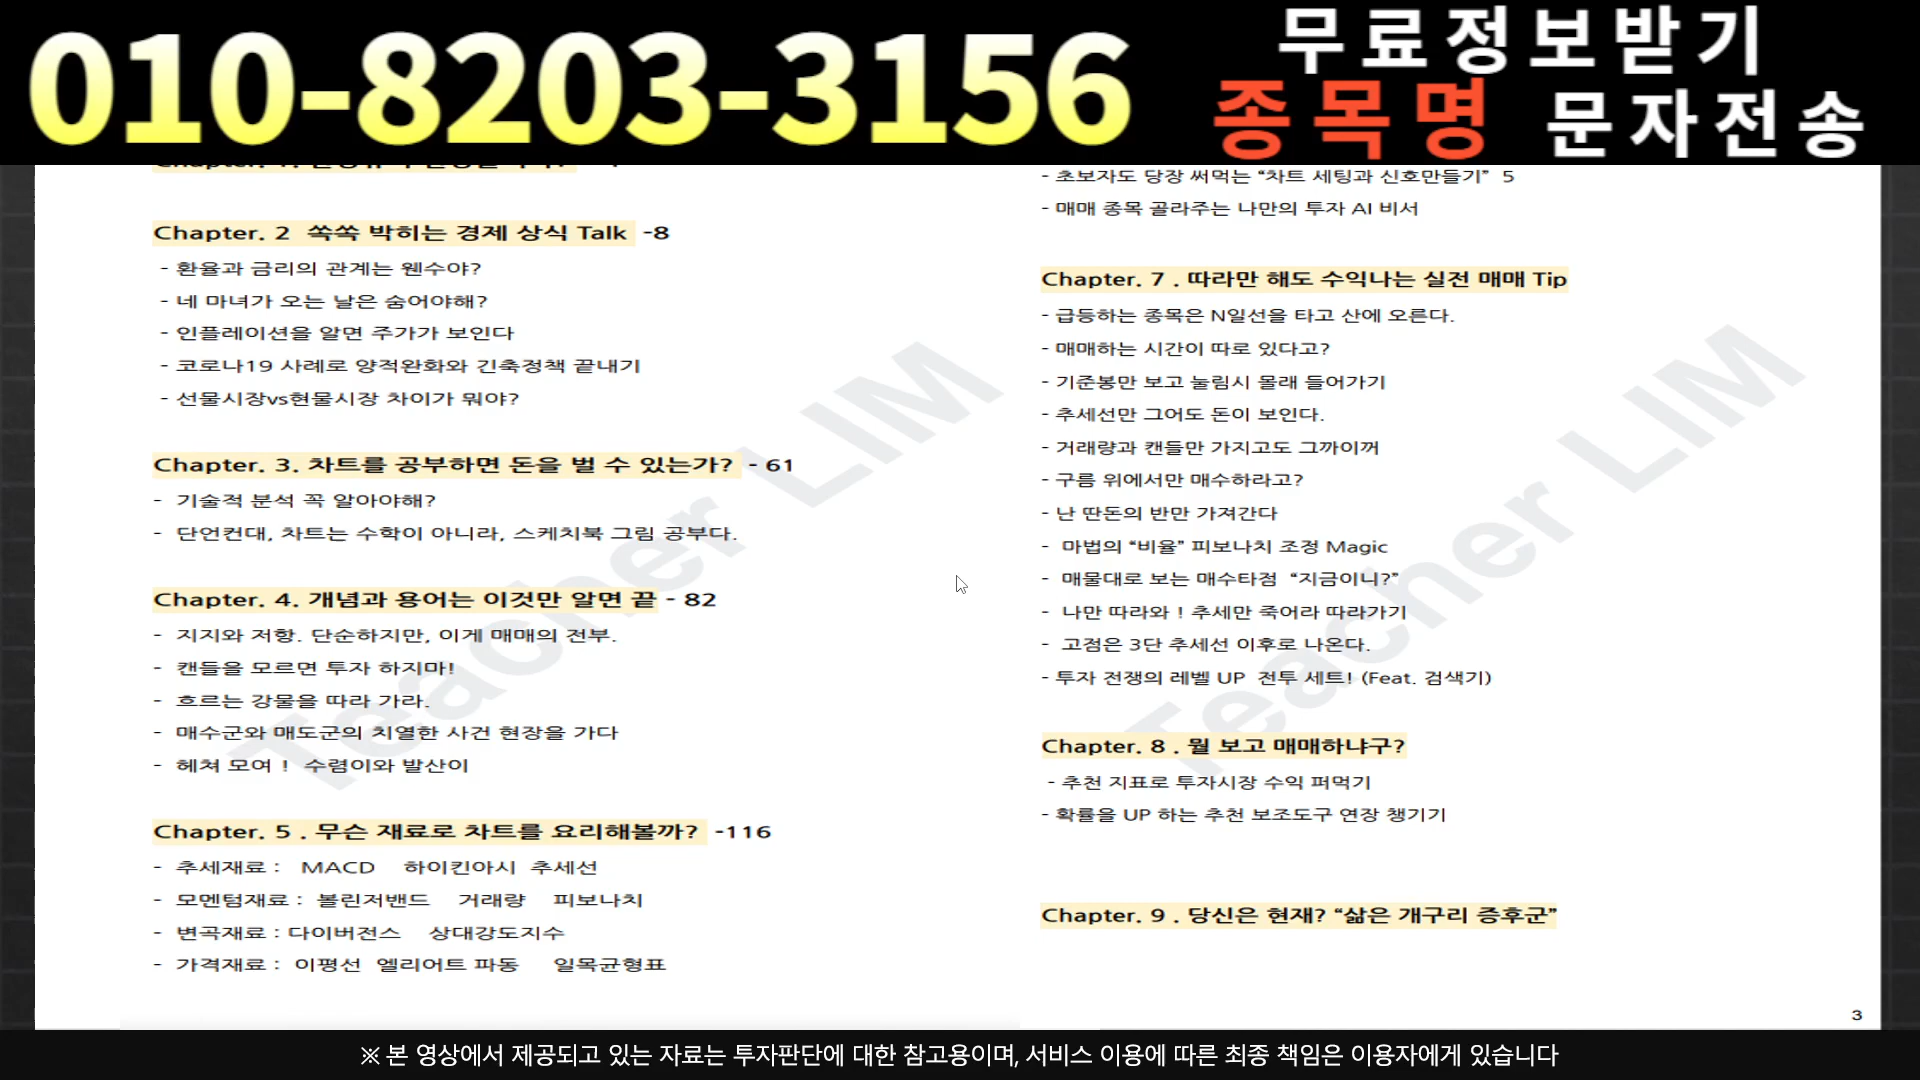 010-8203-3156
무료정보받기
종목명 문자전송
Chapter. 2 쏙쏙 박히는 경제 상식 Talk -8
- 환율과 금리의 관계는 웬수야?
- 네 마녀가 오는 날은 숨어야해?
- 인플레이션을 알면 주가가 보인다
- 코로나19 사례로 양적완화와 긴축정책 끝내기
- 선물시장vs현물시장 차이가 뭐야?
Chapter. 3. 차트를 공부하면 돈을 벌 수 있는가? - 61
- 기술적 분석 꼭 알아야해?
- 단언컨대, 차트는 수학이 아니라, 스케치북 그림 공부다.
Chapter. 4. 개념과 용어는 이것만 알면 끝 - 82
- 지지와 저항. 단순하지만, 이게 매매의 전부.
- 캔들을 모르면 투자 하지마!
- 흐르는 강물을 따라 가라.
- 매수군와 매도군의 치열한 사건 현장을 가다
- 헤쳐 모여 ! 수렴이와 발산이
Chapter. 5 . 무슨 재료로 차트를 요리해볼까? -116
- 추세재료 : MACD 하이킨아시 추세선
- 모멘텀재료 : 볼린저밴드 거래량 피보나치
- 변곡재료 : 다이버전스 상대강도지수
- 가격재료 : 이평선 엘리어트 파동 일목균형표
- 초보자도 당장 써먹는 “차트 세팅과 신호만들기” 5
- 매매 종목 골라주는 나만의 투자 AI 비서
Chapter. 7 . 따라만 해도 수익나는 실전 매매 Tip
- 급등하는 종목은 N일선을 타고 산에 오른다.
- 매매하는 시간이 따로 있다고?
- 기준봉만 보고 눌림시 몰래 들어가기
- 추세선만 그어도 돈이 보인다.
- 거래량과 캔들만 가지고도 그까이꺼
- 구름 위에서만 매수하라고?
- 난 딴돈의 반만 가져간다
- 마법의 “비율” 피보나치 조정 Magic
- 매물대로 보는 매수타점 “지금이니?”
- 나만 따라와 ! 추세만 죽어라 따라가기
- 고점은 3단 추세선 이후로 나온다.
- 투자 전쟁의 레벨 UP 전투 세트! (Feat. 검색기)
Chapter. 8 . 뭘 보고 매매하냐구?
- 추천 지표로 투자시장 수익 퍼먹기
- 확률을 UP 하는 추천 보조도구 연장 챙기기
Chapter. 9 . 당신은 현재? “삶은 개구리 증후군”
Teacher LIM
Teacher LIM
3
※ 본 영상에서 제공되고 있는 자료는 투자판단에 대한 참고용이며, 서비스 이용에 따른 최종 책임은 이용자에게 있습니다